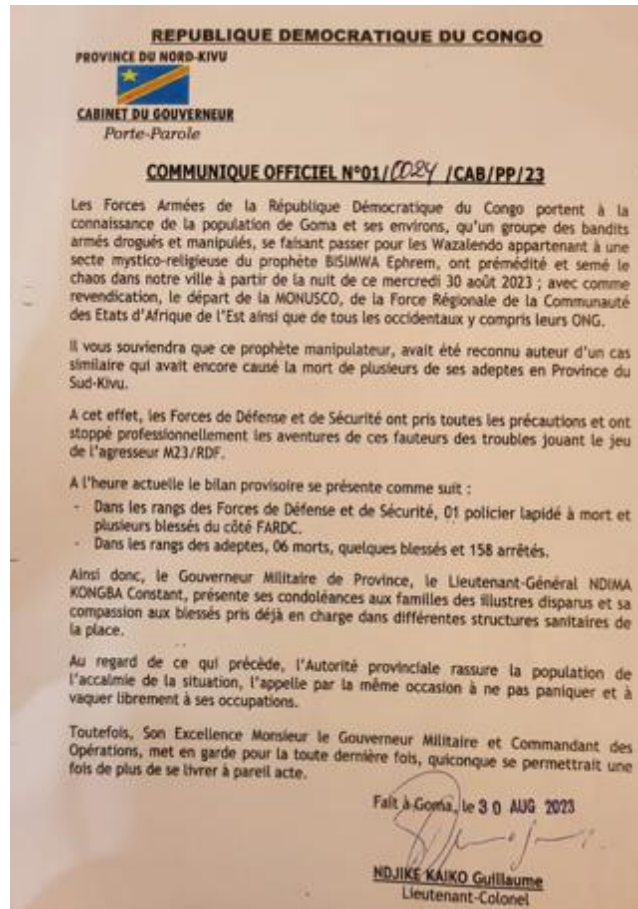 REPUBLIQUE DEMOCRATIQUE DU CONGO
PROVINCE DU NORD-KIVU
CABINET DU GOUVERNEUR
Porte-Parole
COMMUNIQUE OFFICIEL N°01/0024/CAB/PP/23
Les Forces Armées de la République Démocratique du Congo portent à la
connaissance de la population de Goma et ses environs, qu'un groupe des bandits
armés drogués et manipulés, se faisant passer pour les Wazalendo appartenant à une
secte mystico-religieuse du prophète BISIMWA Ephrem, ont prémédité et semé le
chaos dans notre ville à partir de la nuit de ce mercredi 30 août 2023 ; avec comme
revendication, le départ de la MONUSCO, de la Force Régionale de la Communauté
des Etats d'Afrique de l'Est ainsi que de tous les occidentaux y compris leurs ONG.
Il vous souviendra que ce prophète manipulateur, avait été reconnu auteur d'un cas
similaire qui avait encore causé la mort de plusieurs de ses adeptes en Province du
Sud-Kivu.
A cet effet, les Forces de Défense et de Sécurité ont pris toutes les précautions et ont
stoppé professionnellement les aventures de ces fauteurs des troubles jouant le jeu
de l'agresseur M23/RDF.
A l'heure actuelle le bilan provisoire se présente comme suit :
- Dans les rangs des Forces de Défense et de Sécurité, 01 policier lapidé à mort et
plusieurs blessés du côté FARDC.
- Dans les rangs des adeptes, 06 morts, quelques blessés et 158 arrêtés.
Ainsi donc, le Gouverneur Militaire de Province, le Lieutenant-Général NDIMA
KONGBA Constant, présente ses condoléances aux familles des illustres disparus et sa
compassion aux blessés pris déjà en charge dans différentes structures sanitaires de
la place.
Au regard de ce qui précède, l'Autorité provinciale rassure la population de
l'accalmie de la situation, l'appelle par la même occasion à ne pas paniquer et à
vaquer librement à ses occupations.
Toutefois, Son Excellence Monsieur le Gouverneur Militaire et Commandant des
Opérations, met en garde pour la toute dernière fois, quiconque se permettrait une
fois de plus de se livrer à pareil acte.
Fait à Goma, le 30 AUG 2023
NDJIKE KAIKO Guillaume
Lieutenant-Colonel